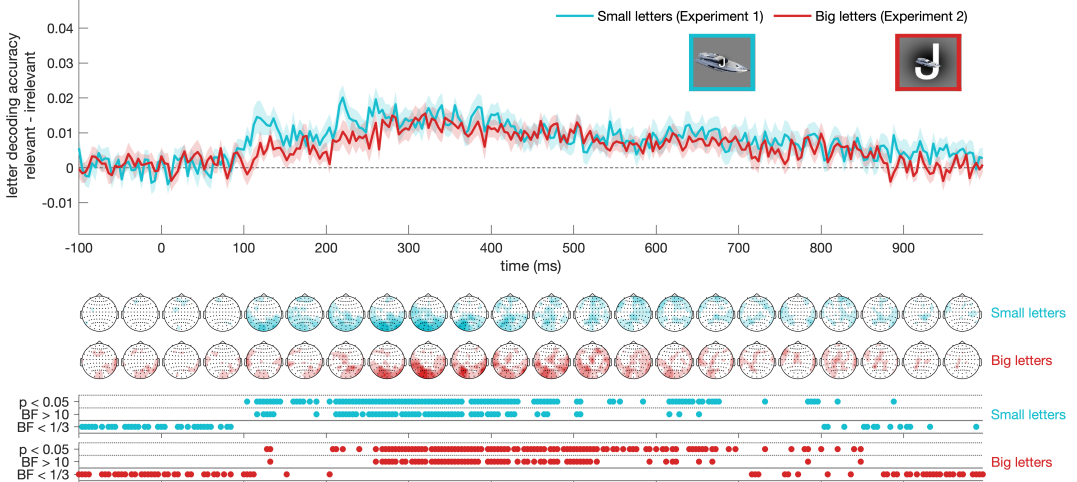 Small letters (Experiment 1) Big letters (Experiment 2)
J
J
letter decoding accuracy
relevant - irrelevant
0.04
0.03
0.02
0.01
0
-0.01
-100 0 100 200 300 400 500 600 700 800 900
time (ms)
Small letters
Big letters
p < 0.05
BF > 10
BF < 1/3
Small letters
p < 0.05
BF > 10
BF < 1/3
Big letters